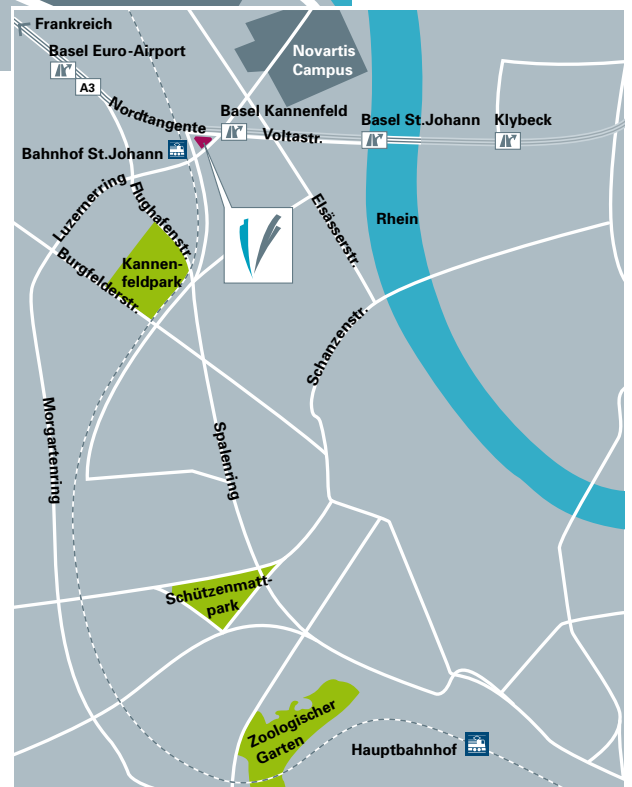 Frankreich
Basel Euro-Airport
Novartis
Campus
A3
Nordtangente
Basel Kannenfeld
Voltastr.
Basel St.Johann
Klybeck
Bahnhof St.Johann
Luzernerring
Flughafenstr.
Elsässerstr.
Rhein
Burgfelderstr.
Kannen-
feldpark
Schanzenstr.
Morgartenring
Spalenring
Schützenmatt-
park
Zoologischer
Garten
Hauptbahnhof